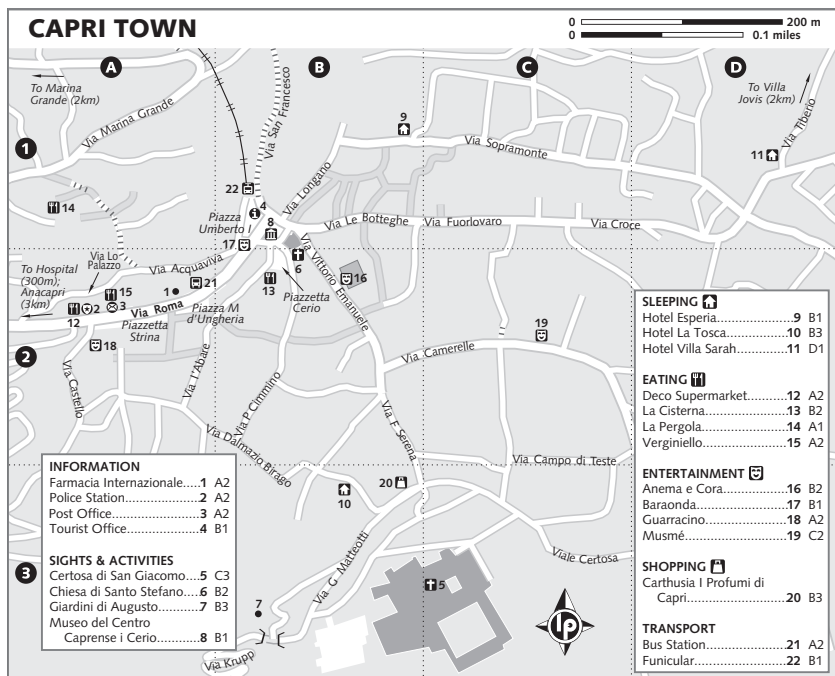 CAPRI TOWN
0 200 m
0 0.1 miles
A
B
C
D
To Marina
Grande (2km)
Via Marina Grande
Via San Francesco
To Villa
Jovis (2km)
Via Tiberio
1
9
Via Sopramonte
11
14
22
4
Via Longano
Piazza
Umberto I
8
17
Via Le Botteghe
Via Fuorlovaro
Via Croce
Via Lo
Palazzo
Via Acquaviva
6
Via Vittorio Emanuele
16
To Hospital
(300m);
Anacapri
(3km)
15
1
21
13
Piazzetta
Cerio
2
3
12
Via Roma
Piazza M
d'Ungheria
Piazzetta
Strina
19
2
18
Via Camerelle
Via Castello
Via l'Abare
Via P Cimmino
Via F Serena
Via Dalmazio Birago
Via Campo di Teste
20
10
Viale Certosa
3
Via G Matteotti
5
7
Via Krupp
lp
INFORMATION
Farmacia Internazionale....1 A2
Police Station....................2 A2
Post Office........................3 A2
Tourist Office....................4 B1
SIGHTS & ACTIVITIES
Certosa di San Giacomo....5 C3
Chiesa di Santo Stefano....6 B2
Giardini di Augusto...........7 B3
Museo del Centro
Caprense i Cerio............8 B1
SLEEPING
Hotel Esperia.....................9 B1
Hotel La Tosca.................10 B3
Hotel Villa Sarah..............11 D1
EATING
Deco Supermarket...........12 A2
La Cisterna......................13 B2
La Pergola.......................14 A1
Verginiello.......................15 A2
ENTERTAINMENT
Anema e Cora.................16 B2
Baraonda........................17 B1
Guarracino......................18 A2
Musmé............................19 C2
SHOPPING
Carthusia I Profumi di
Capri...........................20 B3
TRANSPORT
Bus Station......................21 A2
Funicular.........................22 B1